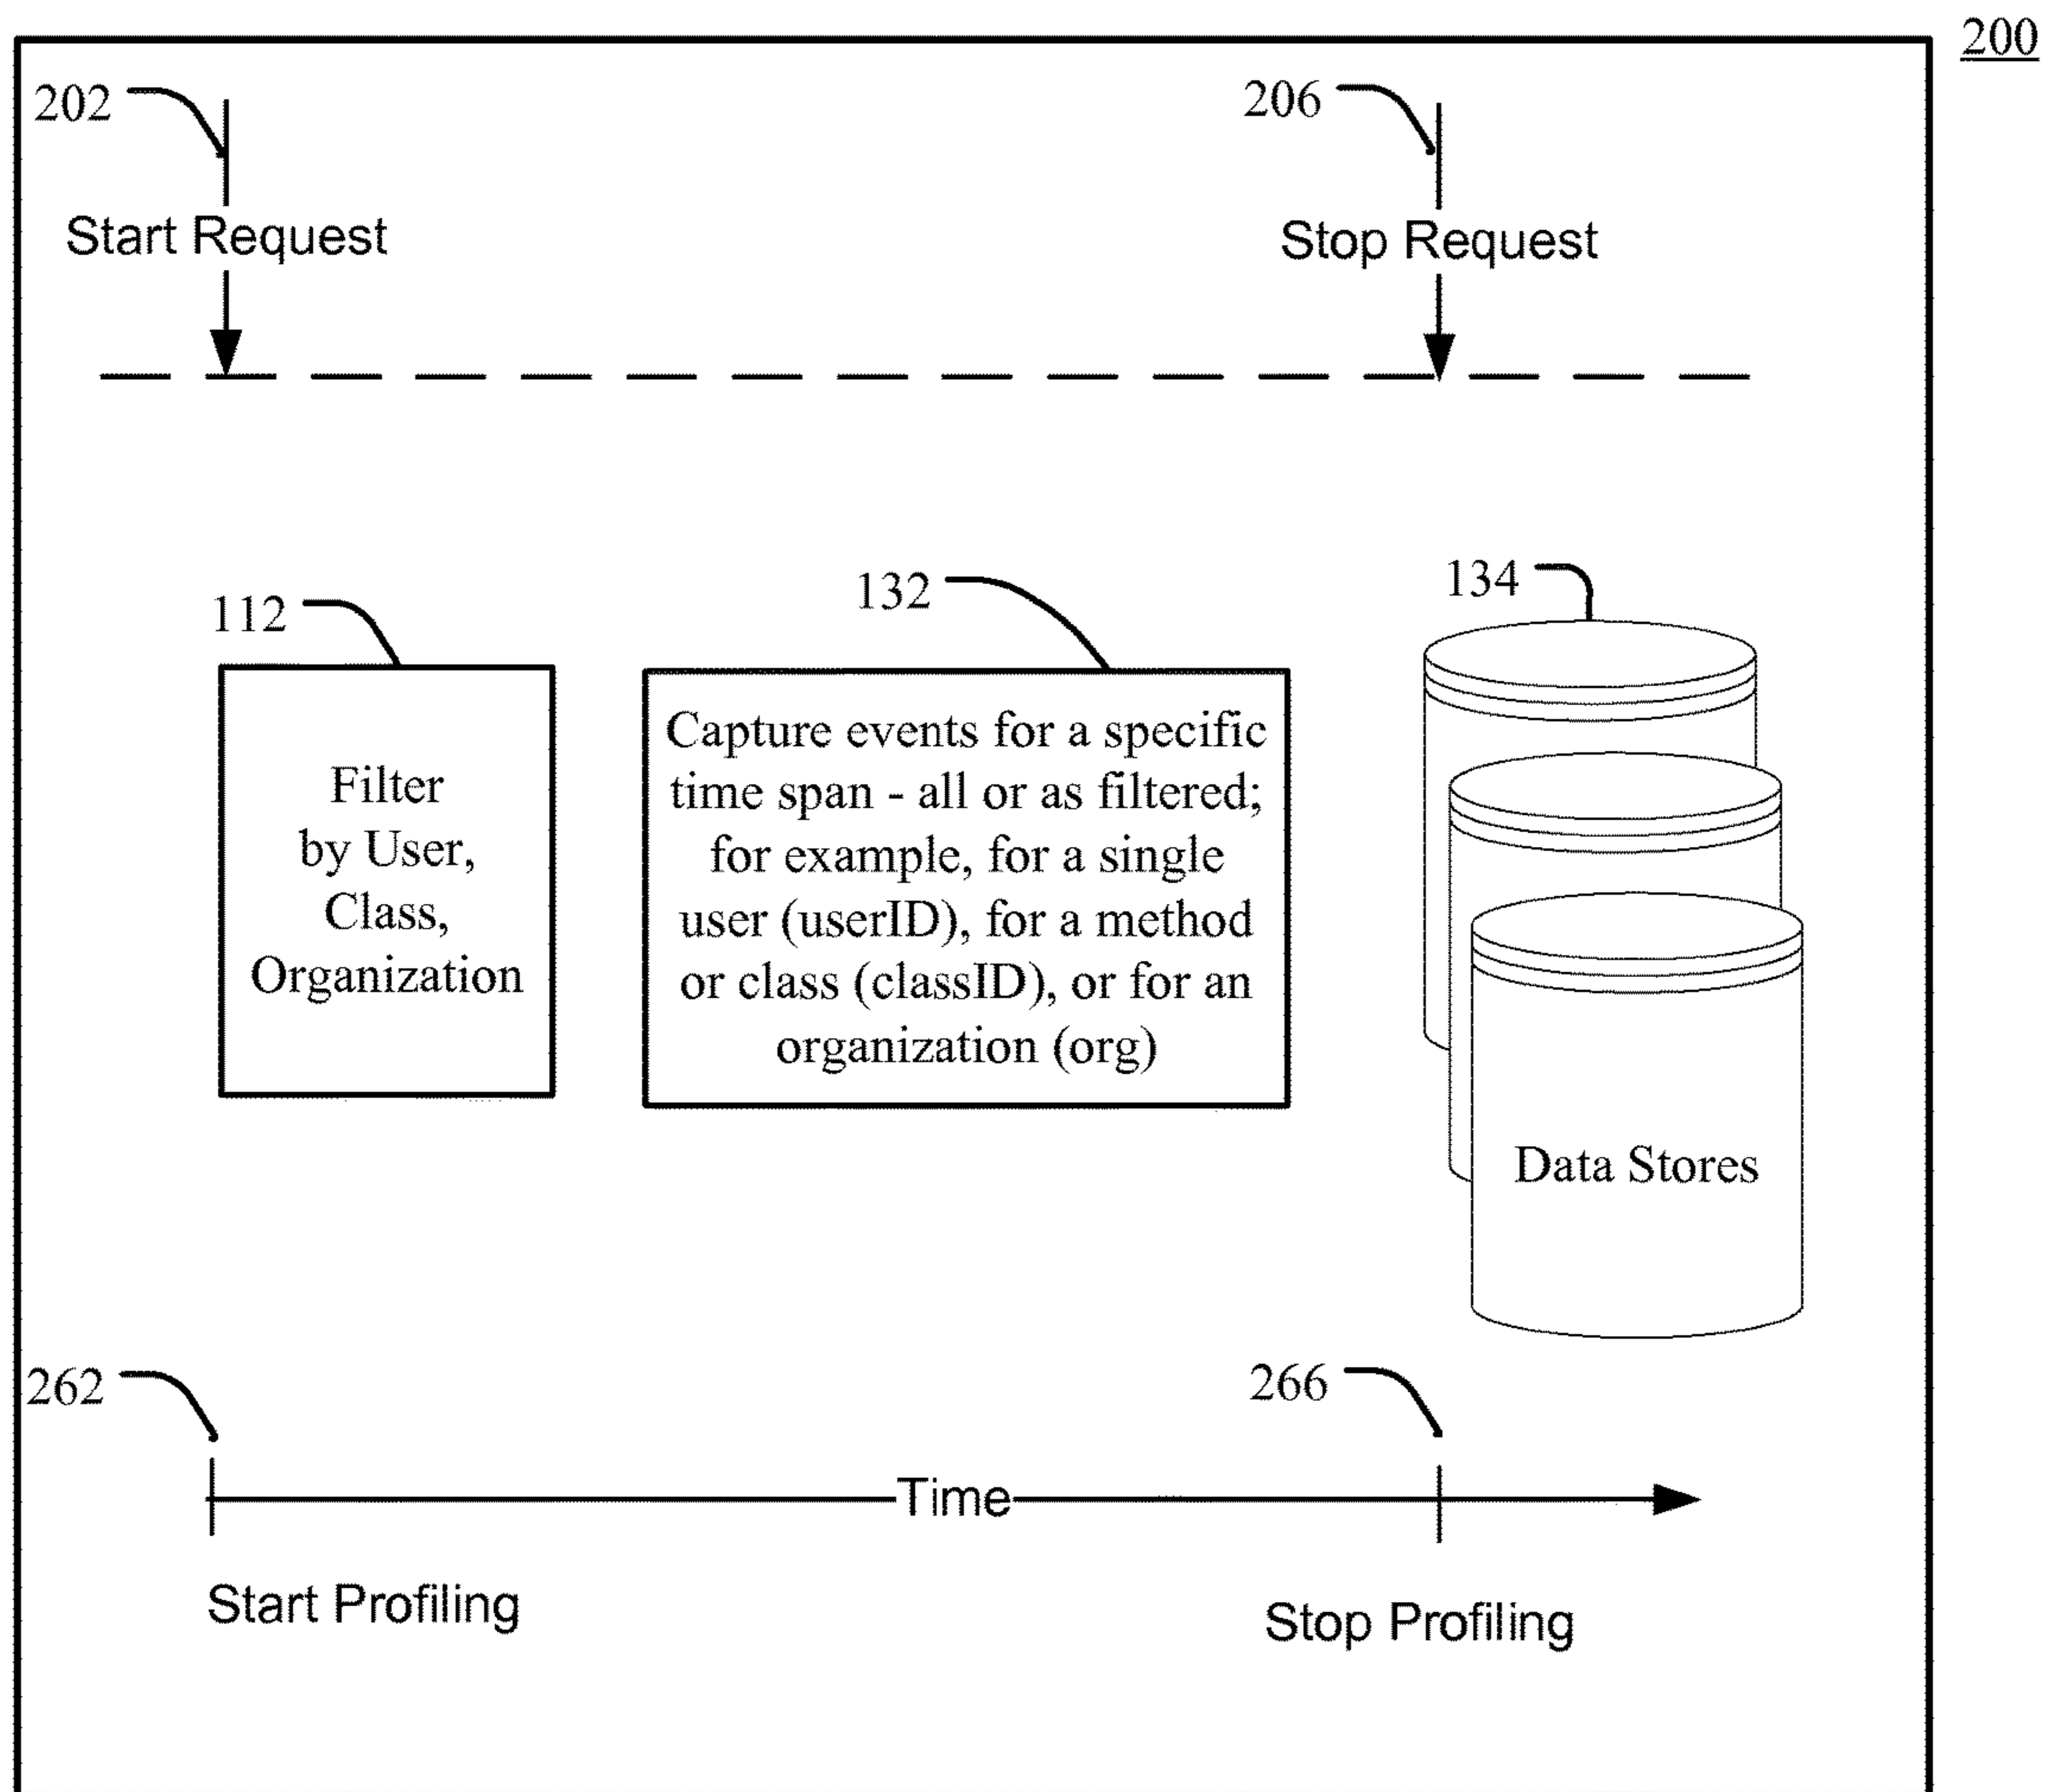 200
202
206
Start Request
Stop Request
112
132
134
Filter
by User,
Class,
Organization
Capture events for a specific
time span - all or as filtered;
for example, for a single
user (userID), for a method
or class (classID), or for an
organization (org)
Data Stores
262
266
Time
Start Profiling
Stop Profiling